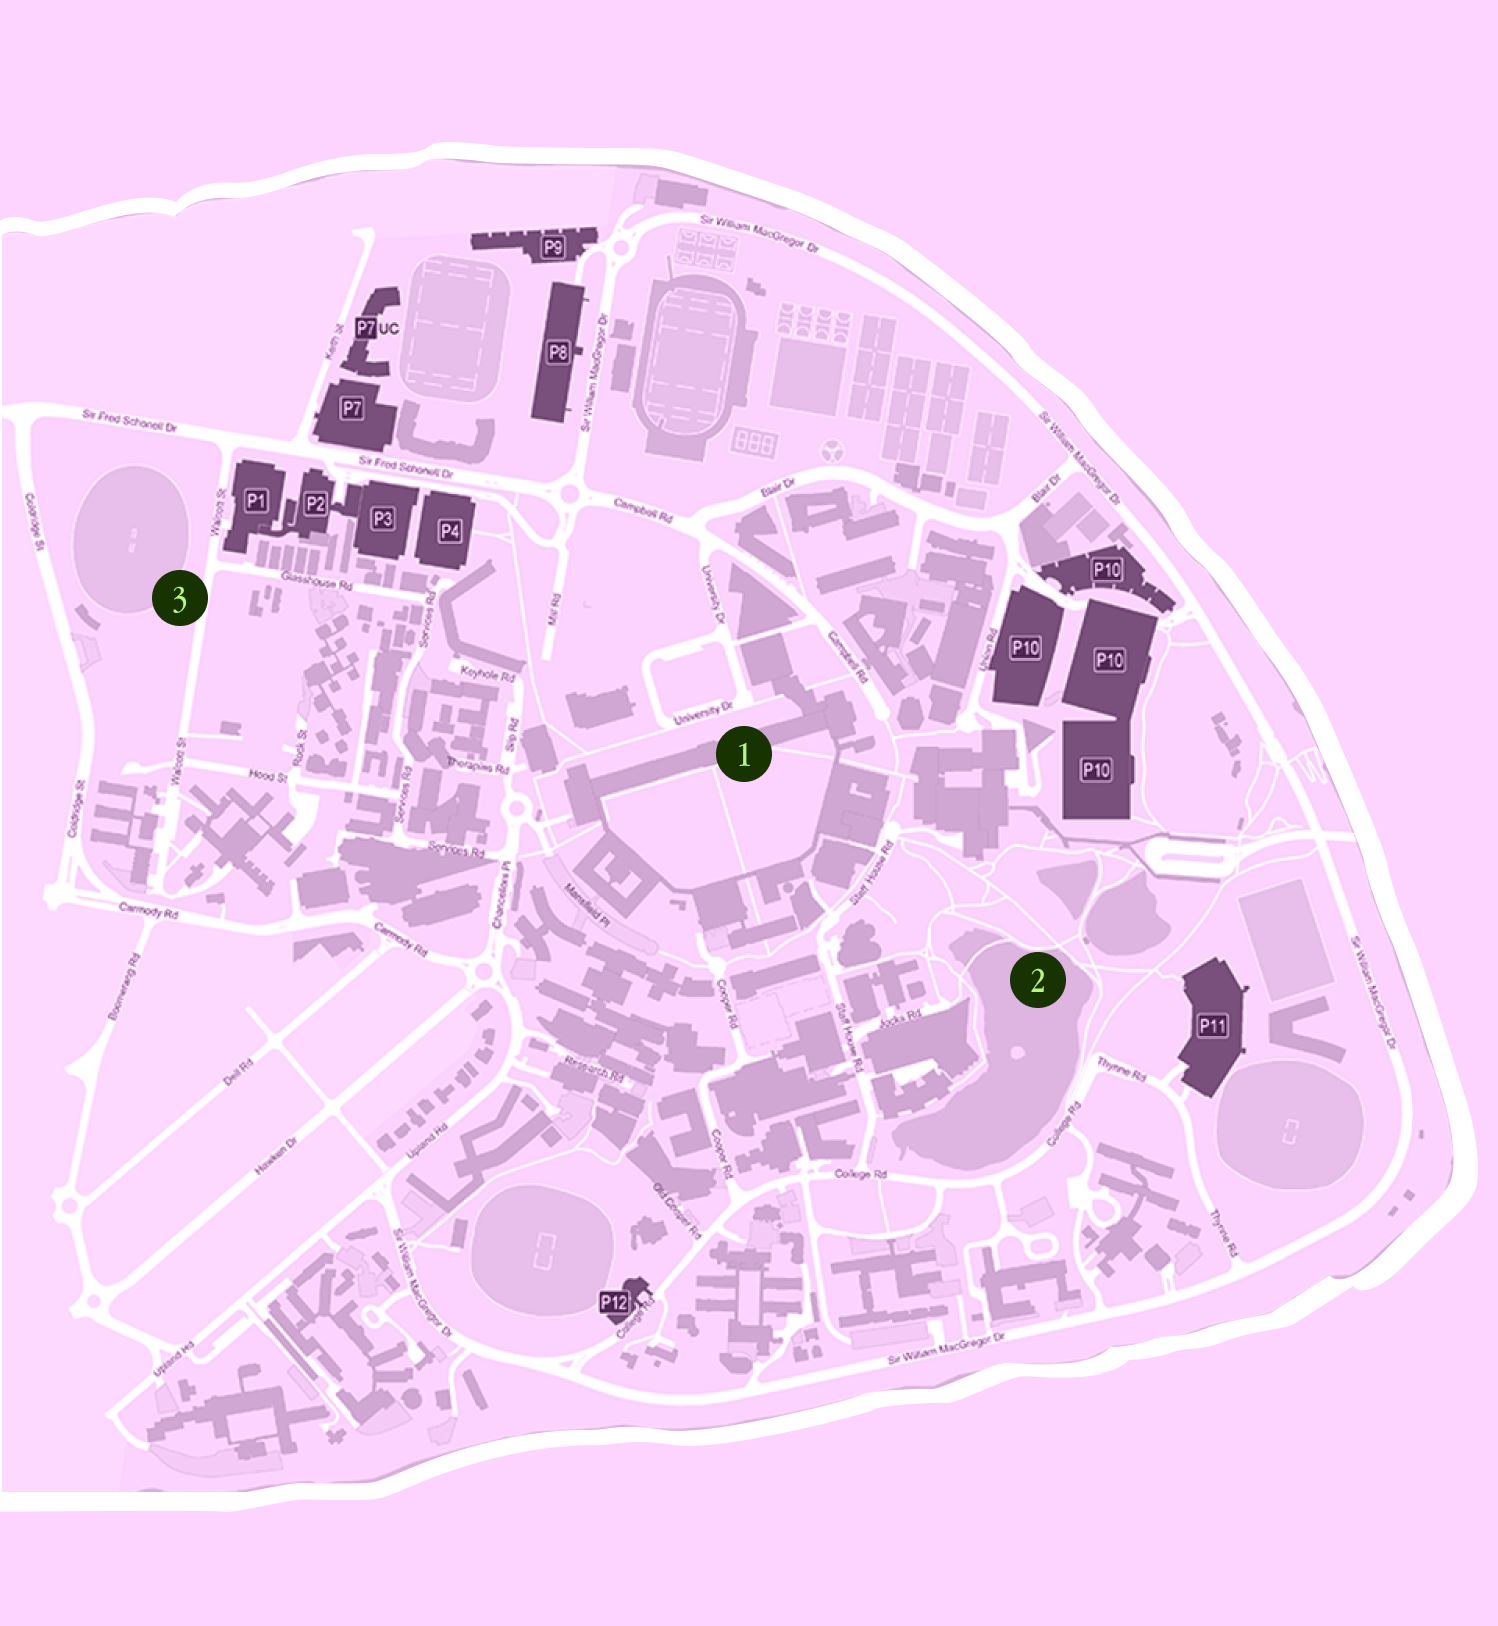 Sir William MacGregor Dr
P9
P7 UC
Keith St
P8
Sir William MacGregor Dr
P7
Sir Fred Schonell Dr
Sir Fred Schonell Dr
Sir William MacGregor Dr
Coldridge St
Walcott St
P1
P2
P3
P4
Campbell Rd
Blair Dr
Blair Dr
P10
Glasshouse Rd
3
Services Rd
Mill Rd
University Dr
Campbell Rd
Union Rd
P10
P10
Keyhole Rd
University Dr
Slip Rd
1
Walcott St
Rock St
Hood St
Therapies Rd
Services Rd
P10
Coldridge St
Services Rd
Staff House Rd
Chancellors Pl
Mansfield Pl
Carmody Rd
Carmody Rd
Boomerang Rd
2
Sir William MacGregor Dr
Cooper Rd
Staff House Rd
Jocks Rd
P11
Dell Rd
Research Rd
Thynne Rd
Hawken Dr
Upland Rd
College Rd
Cooper Rd
College Rd
Old Cooper Rd
Thynne Rd
Sir William MacGregor Dr
P12
College Rd
Upland Rd
Sir William MacGregor Dr